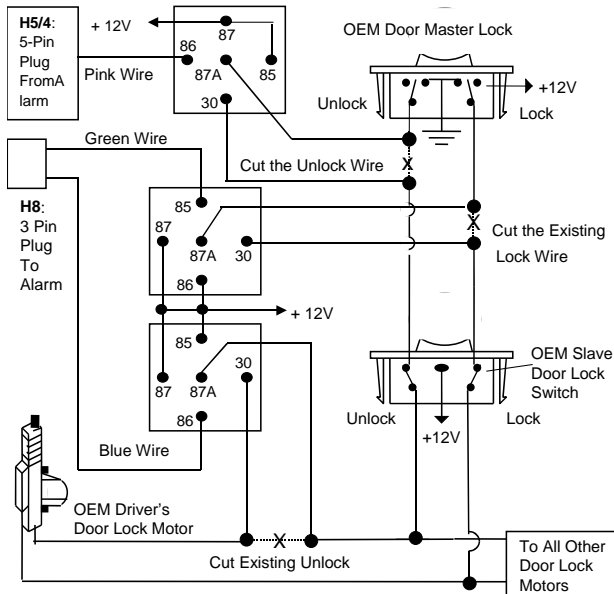 H5/4:
5-Pin
Plug
FromA
larm
+ 12V
87
86
87A
85
30
Pink Wire
OEM Door Master Lock
+12V
Unlock
Lock
Green Wire
Cut the Unlock Wire
X
H8:
3 Pin
Plug
To
Alarm
85
87
87A
30
86
X
Cut the Existing
Lock Wire
+ 12V
85
30
87
87A
86
Blue Wire
OEM Slave
Door Lock
Switch
Unlock
Lock
+12V
OEM Driver's
Door Lock Motor
X
Cut Existing Unlock
To All Other
Door Lock
Motors